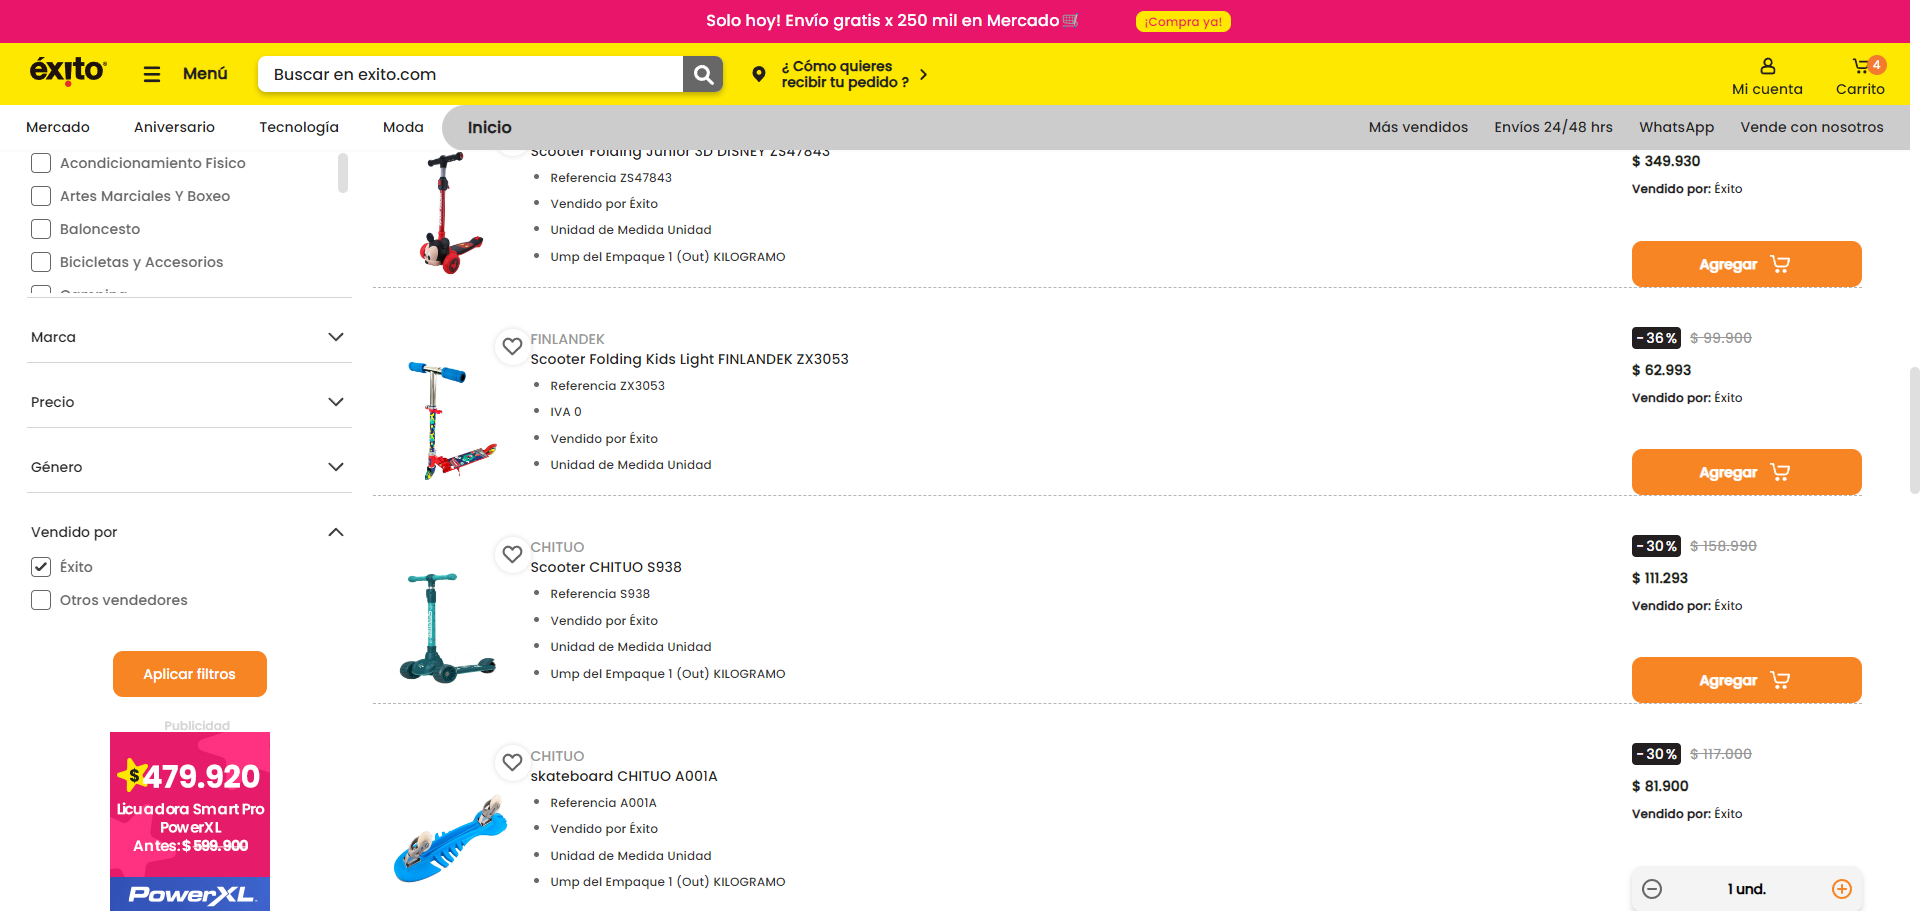 Solo hoy! Envío gratis x 250 mil en Mercado
¡Compra ya!
éxito
Menú
Buscar en exito.com
¿ Cómo quieres
recibir tu pedido ?
Mi cuenta
4
Carrito
Mercado
Aniversario
Tecnología
Moda
Inicio
Más vendidos
Envíos 24/48 hrs
WhatsApp
Vende con nosotros
Acondicionamiento Fisico
Artes Marciales Y Boxeo
Baloncesto
Bicicletas y Accesorios
Camping
Marca
Precio
Género
Vendido por
Éxito
Otros vendedores
Aplicar filtros
Publicidad
$479.920
Licuadora Smart Pro
PowerXL
Antes: $ 599.900
PowerXL
Scooter Folding Junior 3D DISNEY ZS47843
Referencia ZS47843
Vendido por Éxito
Unidad de Medida Unidad
Ump del Empaque 1 (Out) KILOGRAMO
$ 349.930
Vendido por: Éxito
Agregar
FINLANDEK
Scooter Folding Kids Light FINLANDEK ZX3053
Referencia ZX3053
IVA 0
Vendido por Éxito
Unidad de Medida Unidad
-36% $ 99.900
$ 62.993
Vendido por: Éxito
Agregar
CHITUO
Scooter CHITUO S938
Referencia S938
Vendido por Éxito
Unidad de Medida Unidad
Ump del Empaque 1 (Out) KILOGRAMO
-30% $ 158.990
$ 111.293
Vendido por: Éxito
Agregar
CHITUO
skateboard CHITUO A001A
Referencia A001A
Vendido por Éxito
Unidad de Medida Unidad
Ump del Empaque 1 (Out) KILOGRAMO
-30% $ 117.000
$ 81.900
Vendido por: Éxito
1 und.